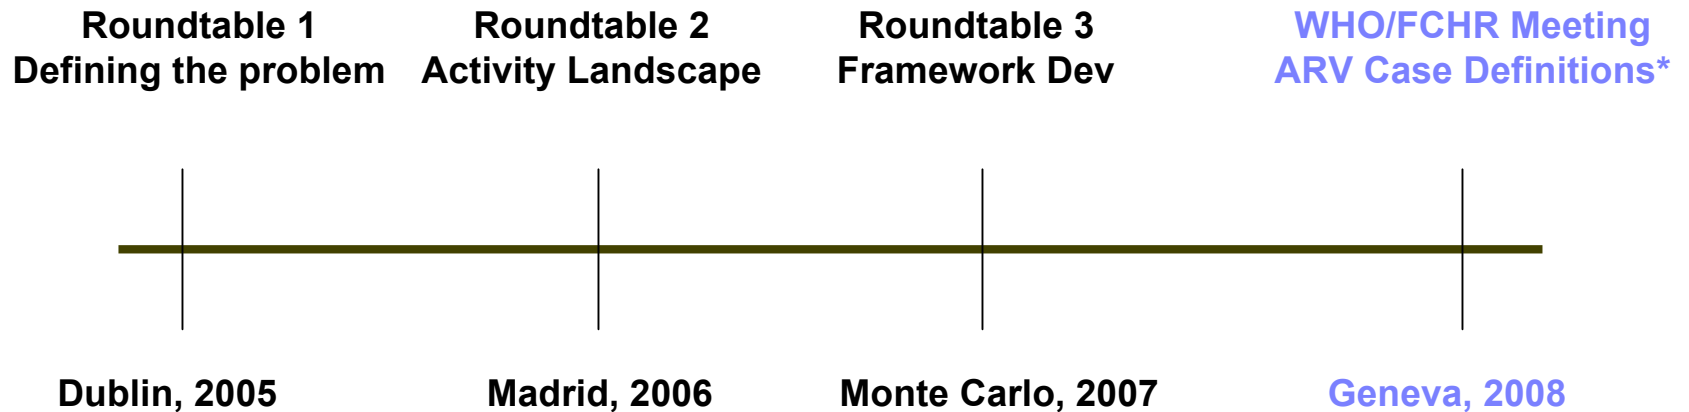 Roundtable 1
Defining the problem
Roundtable 2
Activity Landscape
Roundtable 3
Framework Dev
WHO/FCHR Meeting
ARV Case Definitions*
Dublin, 2005
Madrid, 2006
Monte Carlo, 2007
Geneva, 2008